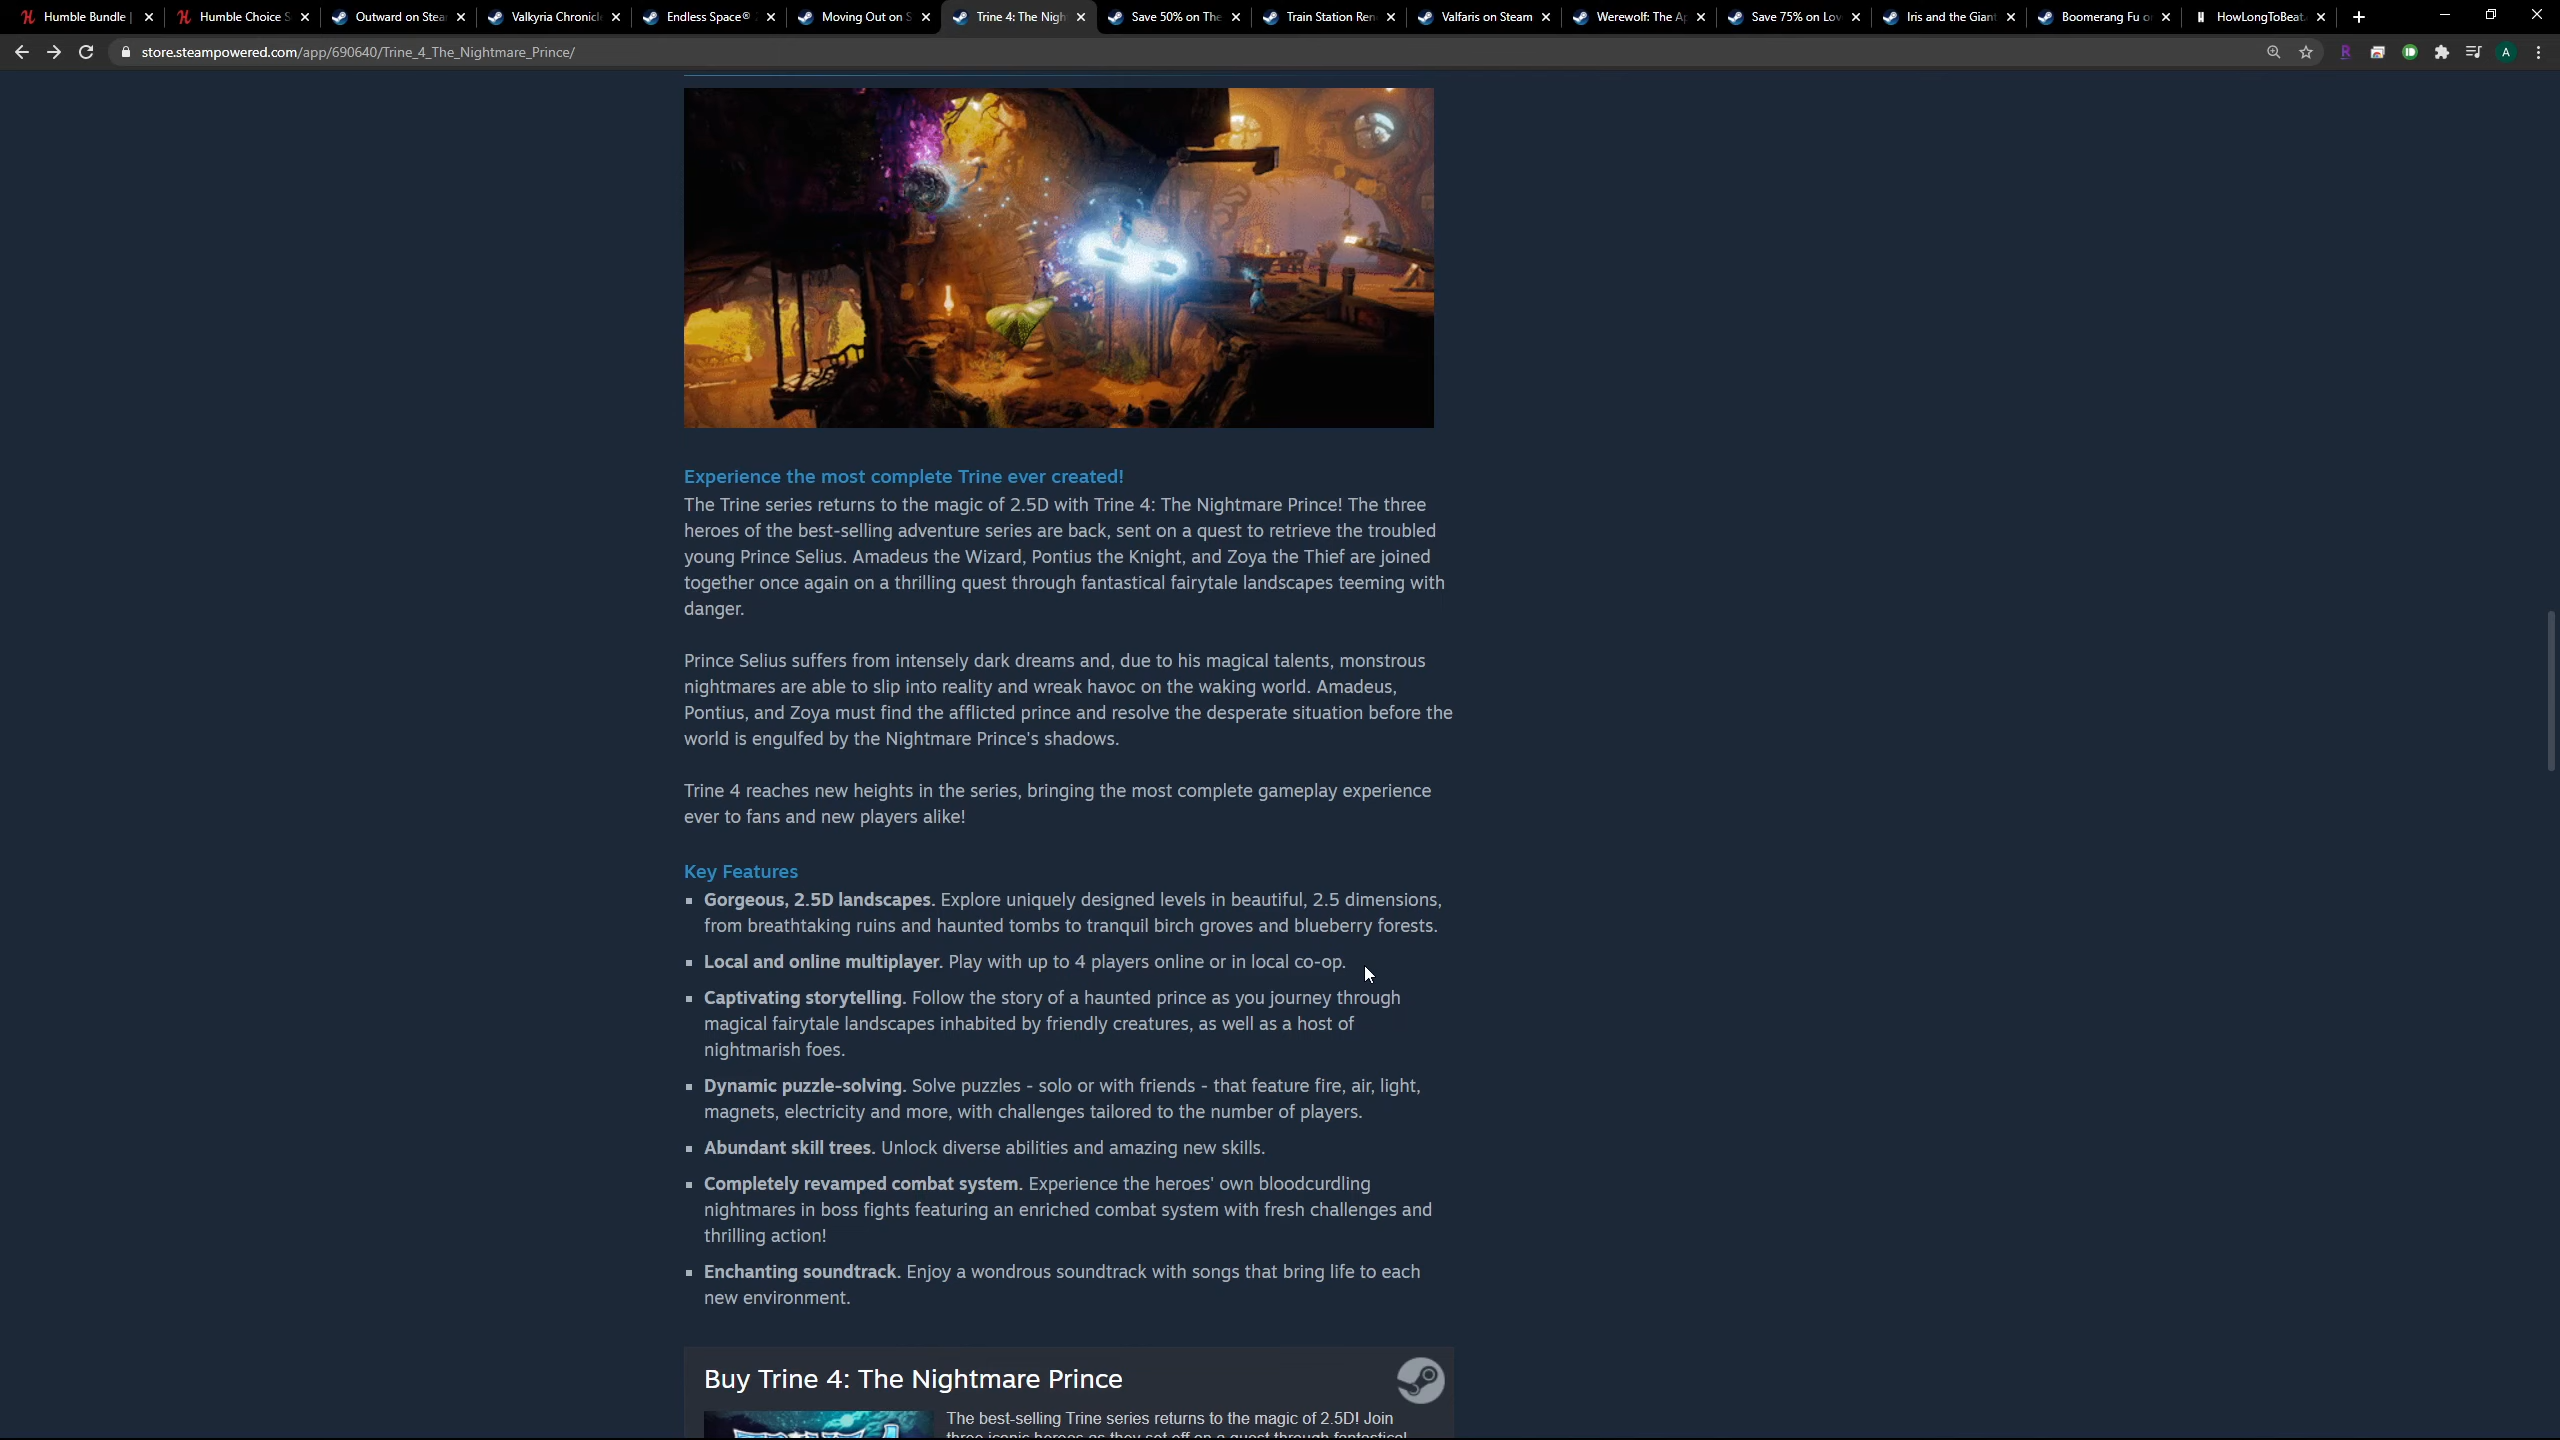 Humble Bundle |
Humble Choice S
Outward on Stea
Valkyria Chronicl
Endless Space®
Moving Out on S
Trine 4: The Nigh
Save 50% on The
Train Station Ren
Valfaris on Steam
Werewolf: The Ap
Save 75% on Lov
Iris and the Giant
Boomerang Fu o
HowLongToBeat.
store.steampowered.com/app/690640/Trine_4_The_Nightmare_Prince/
A
Experience the most complete Trine ever created!
The Trine series returns to the magic of 2.5D with Trine 4: The Nightmare Prince! The three
heroes of the best-selling adventure series are back, sent on a quest to retrieve the troubled
young Prince Selius. Amadeus the Wizard, Pontius the Knight, and Zoya the Thief are joined
together once again on a thrilling quest through fantastical fairytale landscapes teeming with
danger.
Prince Selius suffers from intensely dark dreams and, due to his magical talents, monstrous
nightmares are able to slip into reality and wreak havoc on the waking world. Amadeus,
Pontius, and Zoya must find the afflicted prince and resolve the desperate situation before the
world is engulfed by the Nightmare Prince's shadows.
Trine 4 reaches new heights in the series, bringing the most complete gameplay experience
ever to fans and new players alike!
Key Features
Gorgeous, 2.5D landscapes. Explore uniquely designed levels in beautiful, 2.5 dimensions,
from breathtaking ruins and haunted tombs to tranquil birch groves and blueberry forests.
Local and online multiplayer. Play with up to 4 players online or in local co-op.
Captivating storytelling. Follow the story of a haunted prince as you journey through
magical fairytale landscapes inhabited by friendly creatures, as well as a host of
nightmarish foes.
Dynamic puzzle-solving. Solve puzzles - solo or with friends - that feature fire, air, light,
magnets, electricity and more, with challenges tailored to the number of players.
Abundant skill trees. Unlock diverse abilities and amazing new skills.
Completely revamped combat system. Experience the heroes' own bloodcurdling
nightmares in boss fights featuring an enriched combat system with fresh challenges and
thrilling action!
Enchanting soundtrack. Enjoy a wondrous soundtrack with songs that bring life to each
new environment.
Buy Trine 4: The Nightmare Prince
The best-selling Trine series returns to the magic of 2.5D! Join
three iconic heroes as they set off on a quest through fantastical